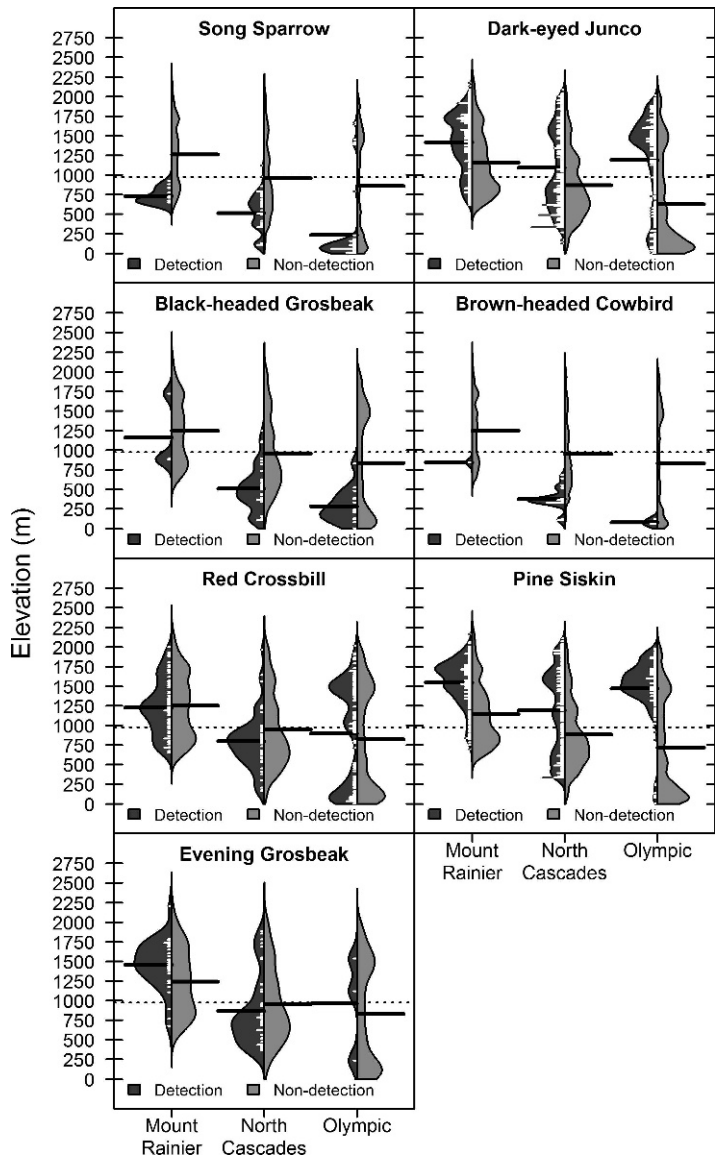 Elevation (m)
Song Sparrow
Dark-eyed Junco
2750
2500
2250
2000
1750
1500
1250
1000
750
500
250
0
Detection
Non-detection
Detection
Non-detection
Black-headed Grosbeak
Brown-headed Cowbird
2750
2500
2250
2000
1750
1500
1250
1000
750
500
250
0
Detection
Non-detection
Detection
Non-detection
Red Crossbill
Pine Siskin
2750
2500
2250
2000
1750
1500
1250
1000
750
500
250
0
Detection
Non-detection
Detection
Non-detection
Evening Grosbeak
Mount
Rainier
North
Cascades
Olympic
2750
2500
2250
2000
1750
1500
1250
1000
750
500
250
0
Detection
Non-detection
Mount
Rainier
North
Cascades
Olympic